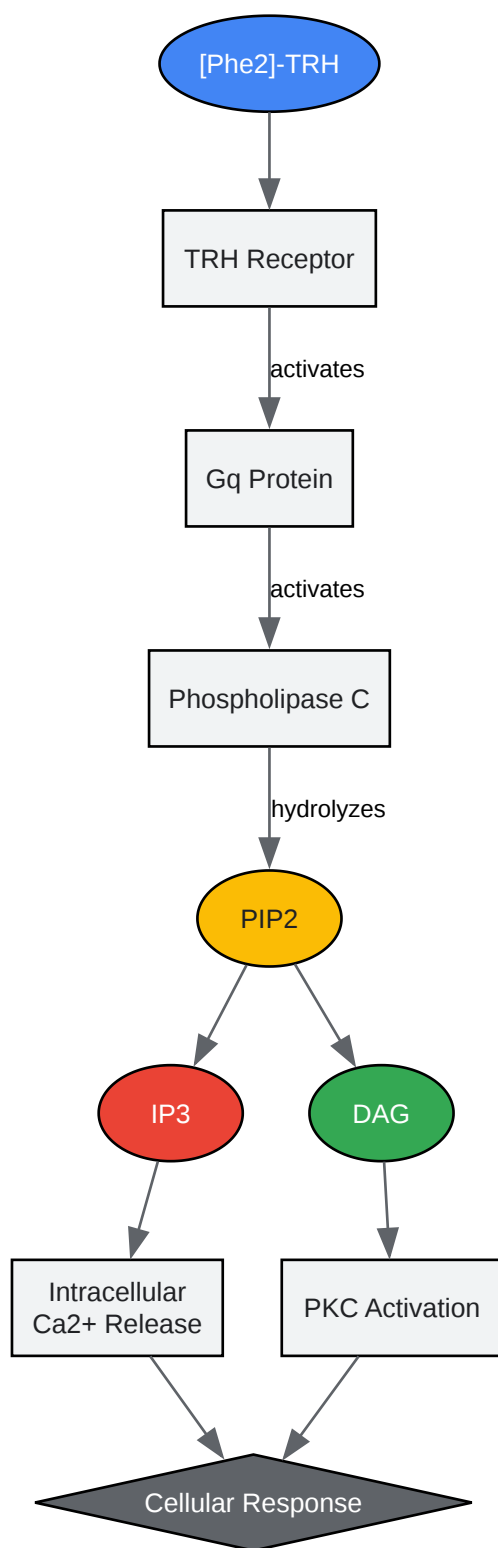 [Phe2]-TRH
TRH Receptor
activates
Gq Protein
activates
Phospholipase C
hydrolyzes
PIP2
IP3
DAG
Intracellular
Ca2+ Release
PKC Activation
Cellular Response